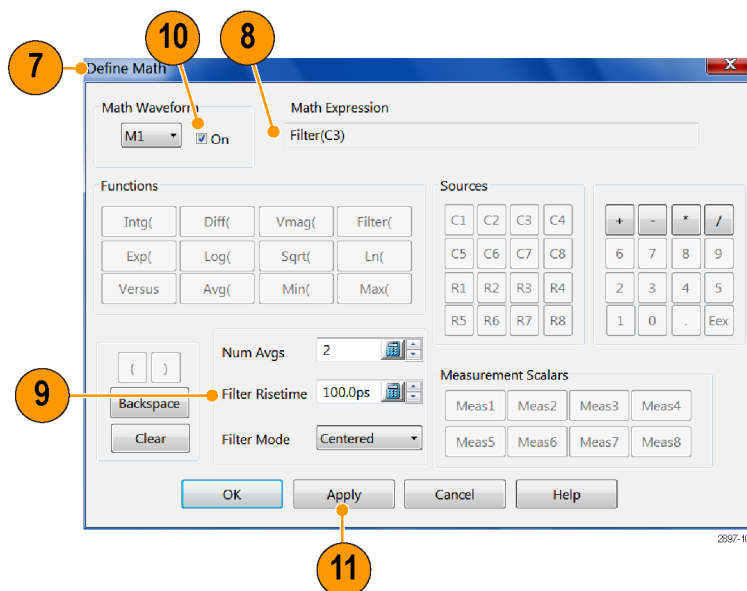 10
8
7
Define Math
X
Math Waveform
Math Expression
M1
On
Filter(C3)
Functions
Sources
Intg(
Diff(
Vmag(
Filter(
C1
C2
C3
C4
+
-
*
/
Exp(
Log(
Sqrt(
Ln(
C5
C6
C7
C8
6
7
8
9
Versus
Avg(
Min(
Max(
R1
R2
R3
R4
2
3
4
5
R5
R6
R7
R8
1
0
.
Eex
(
)
Num Avgs
2
9
Backspace
Filter Risetime
100.0ps
Measurement Scalars
Meas1
Meas2
Meas3
Meas4
Clear
Filter Mode
Centered
Meas5
Meas6
Meas7
Meas8
OK
Apply
Cancel
Help
11